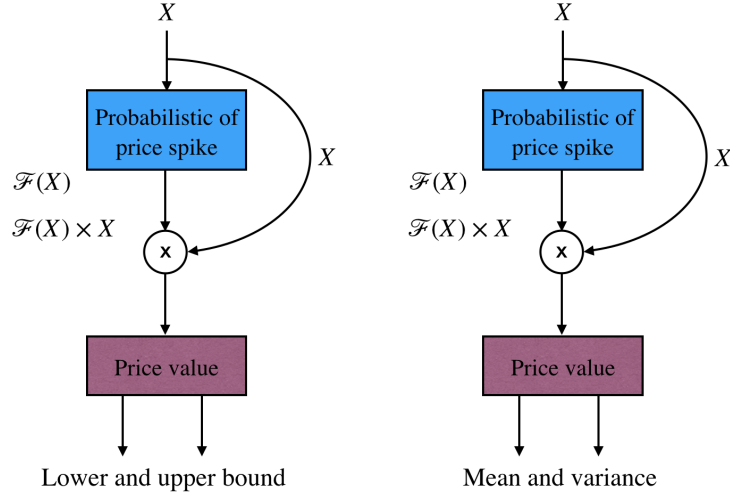 X
Probabilistic of
price spike
X
ℱ(X)
ℱ(X) × X
x
Price value
Lower and upper bound
X
Probabilistic of
price spike
X
ℱ(X)
ℱ(X) × X
x
Price value
Mean and variance